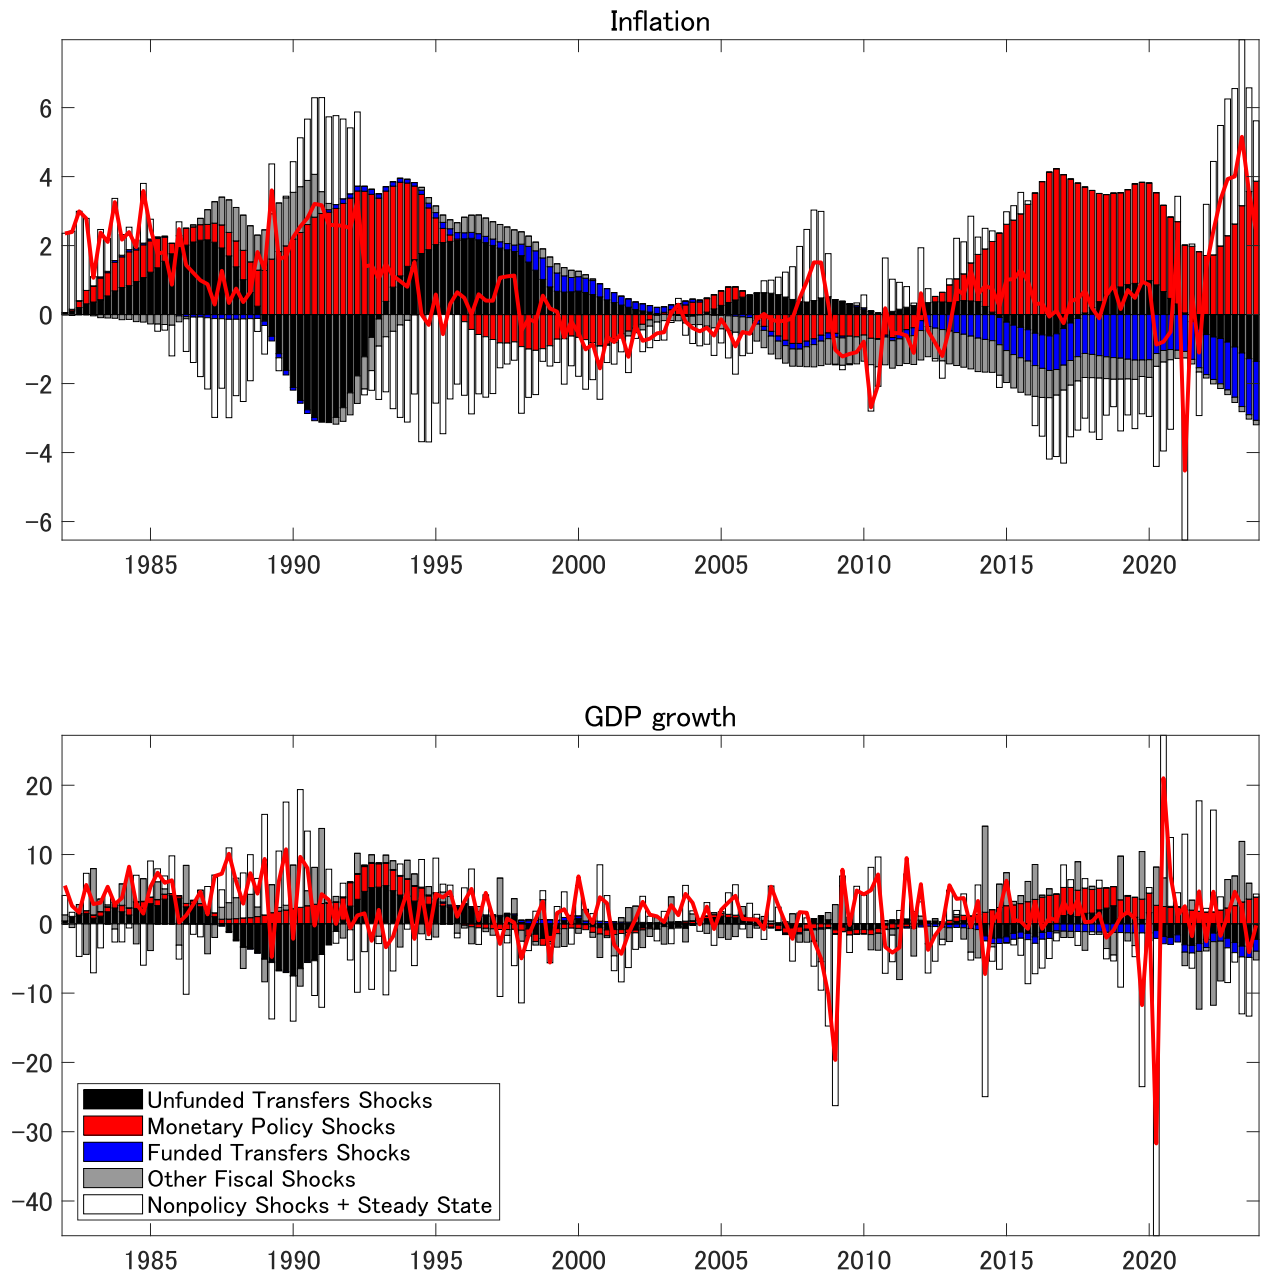 Inflation
6
4
2
0
−2
−4
−6
1985 1990 1995 2000 2005 2010 2015 2020
GDP growth
20
10
0
−10
−20
−30
−40
Unfunded Transfers Shocks
Monetary Policy Shocks
Funded Transfers Shocks
Other Fiscal Shocks
Nonpolicy Shocks + Steady State
1985 1990 1995 2000 2005 2010 2015 2020